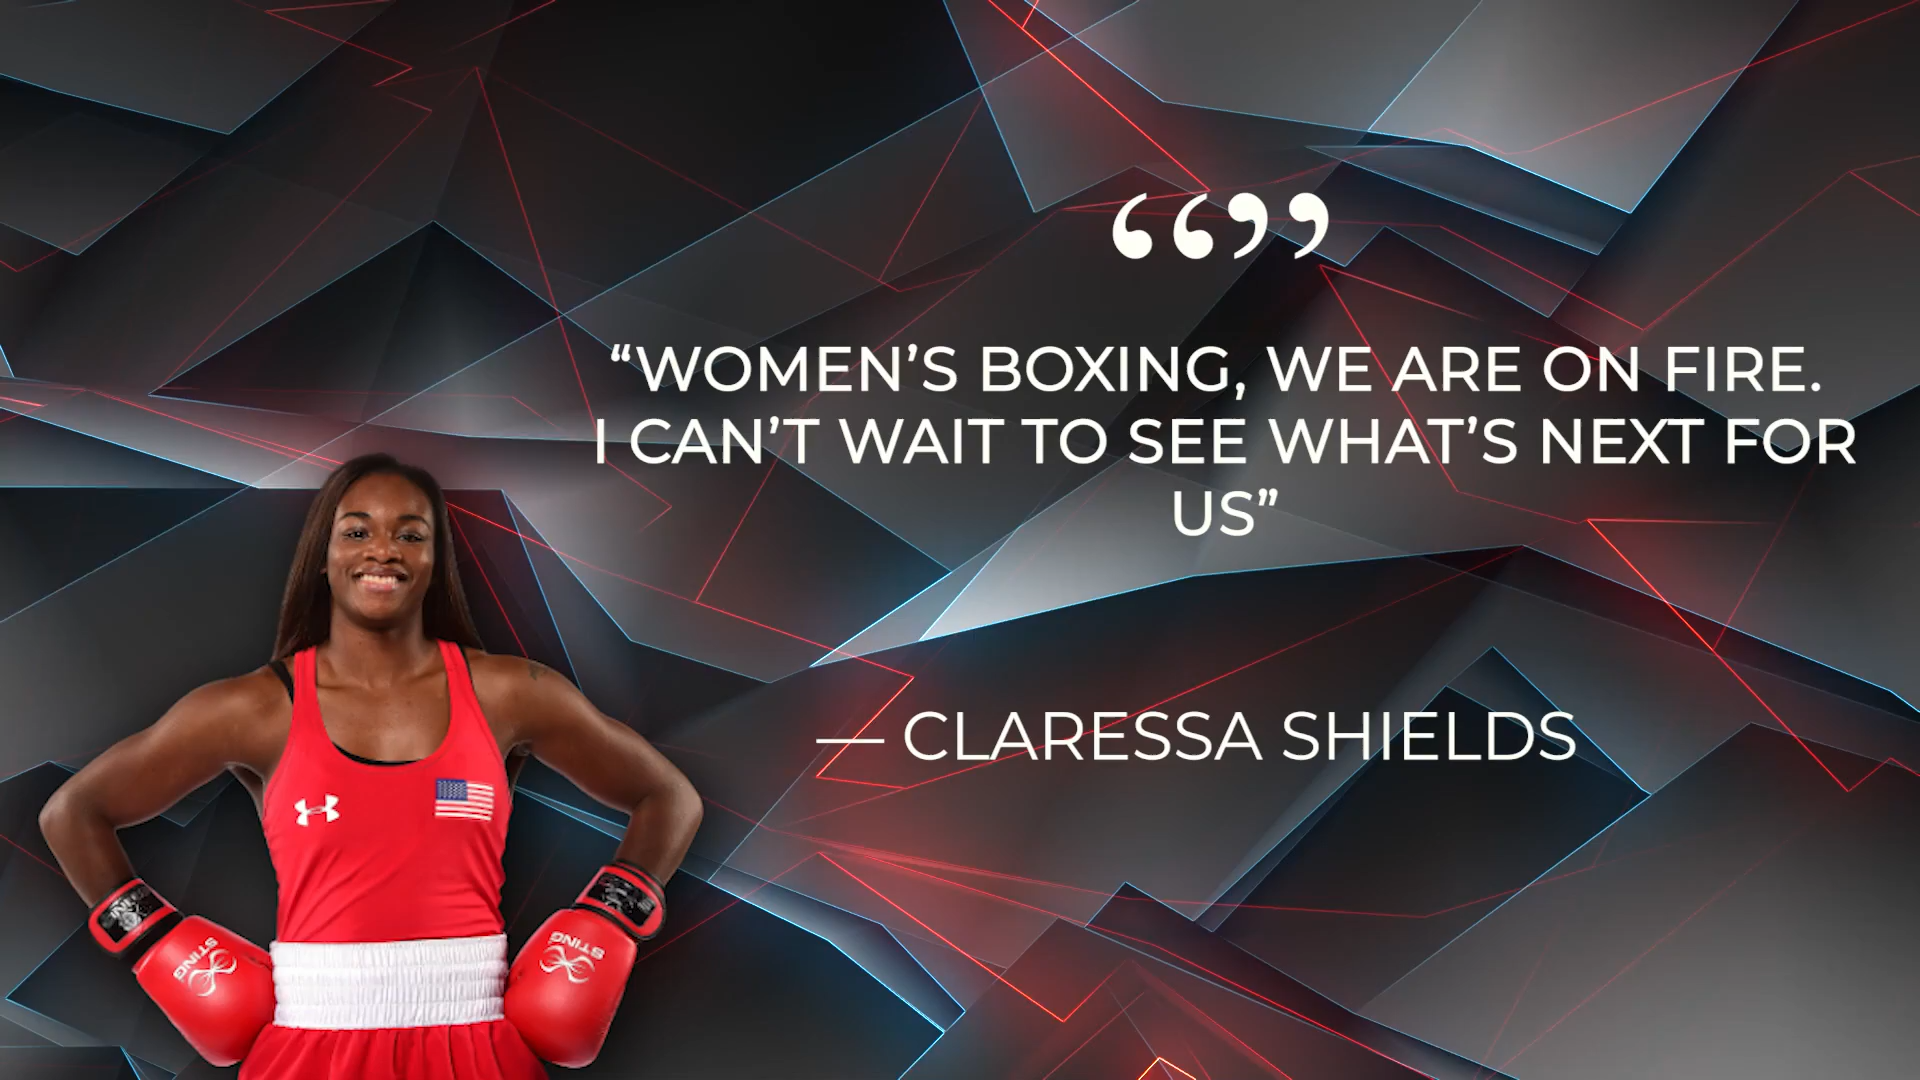 “”
“WOMEN’S BOXING, WE ARE ON FIRE.
I CAN’T WAIT TO SEE WHAT’S NEXT FOR
US”
— CLARESSA SHIELDS
STING
STING